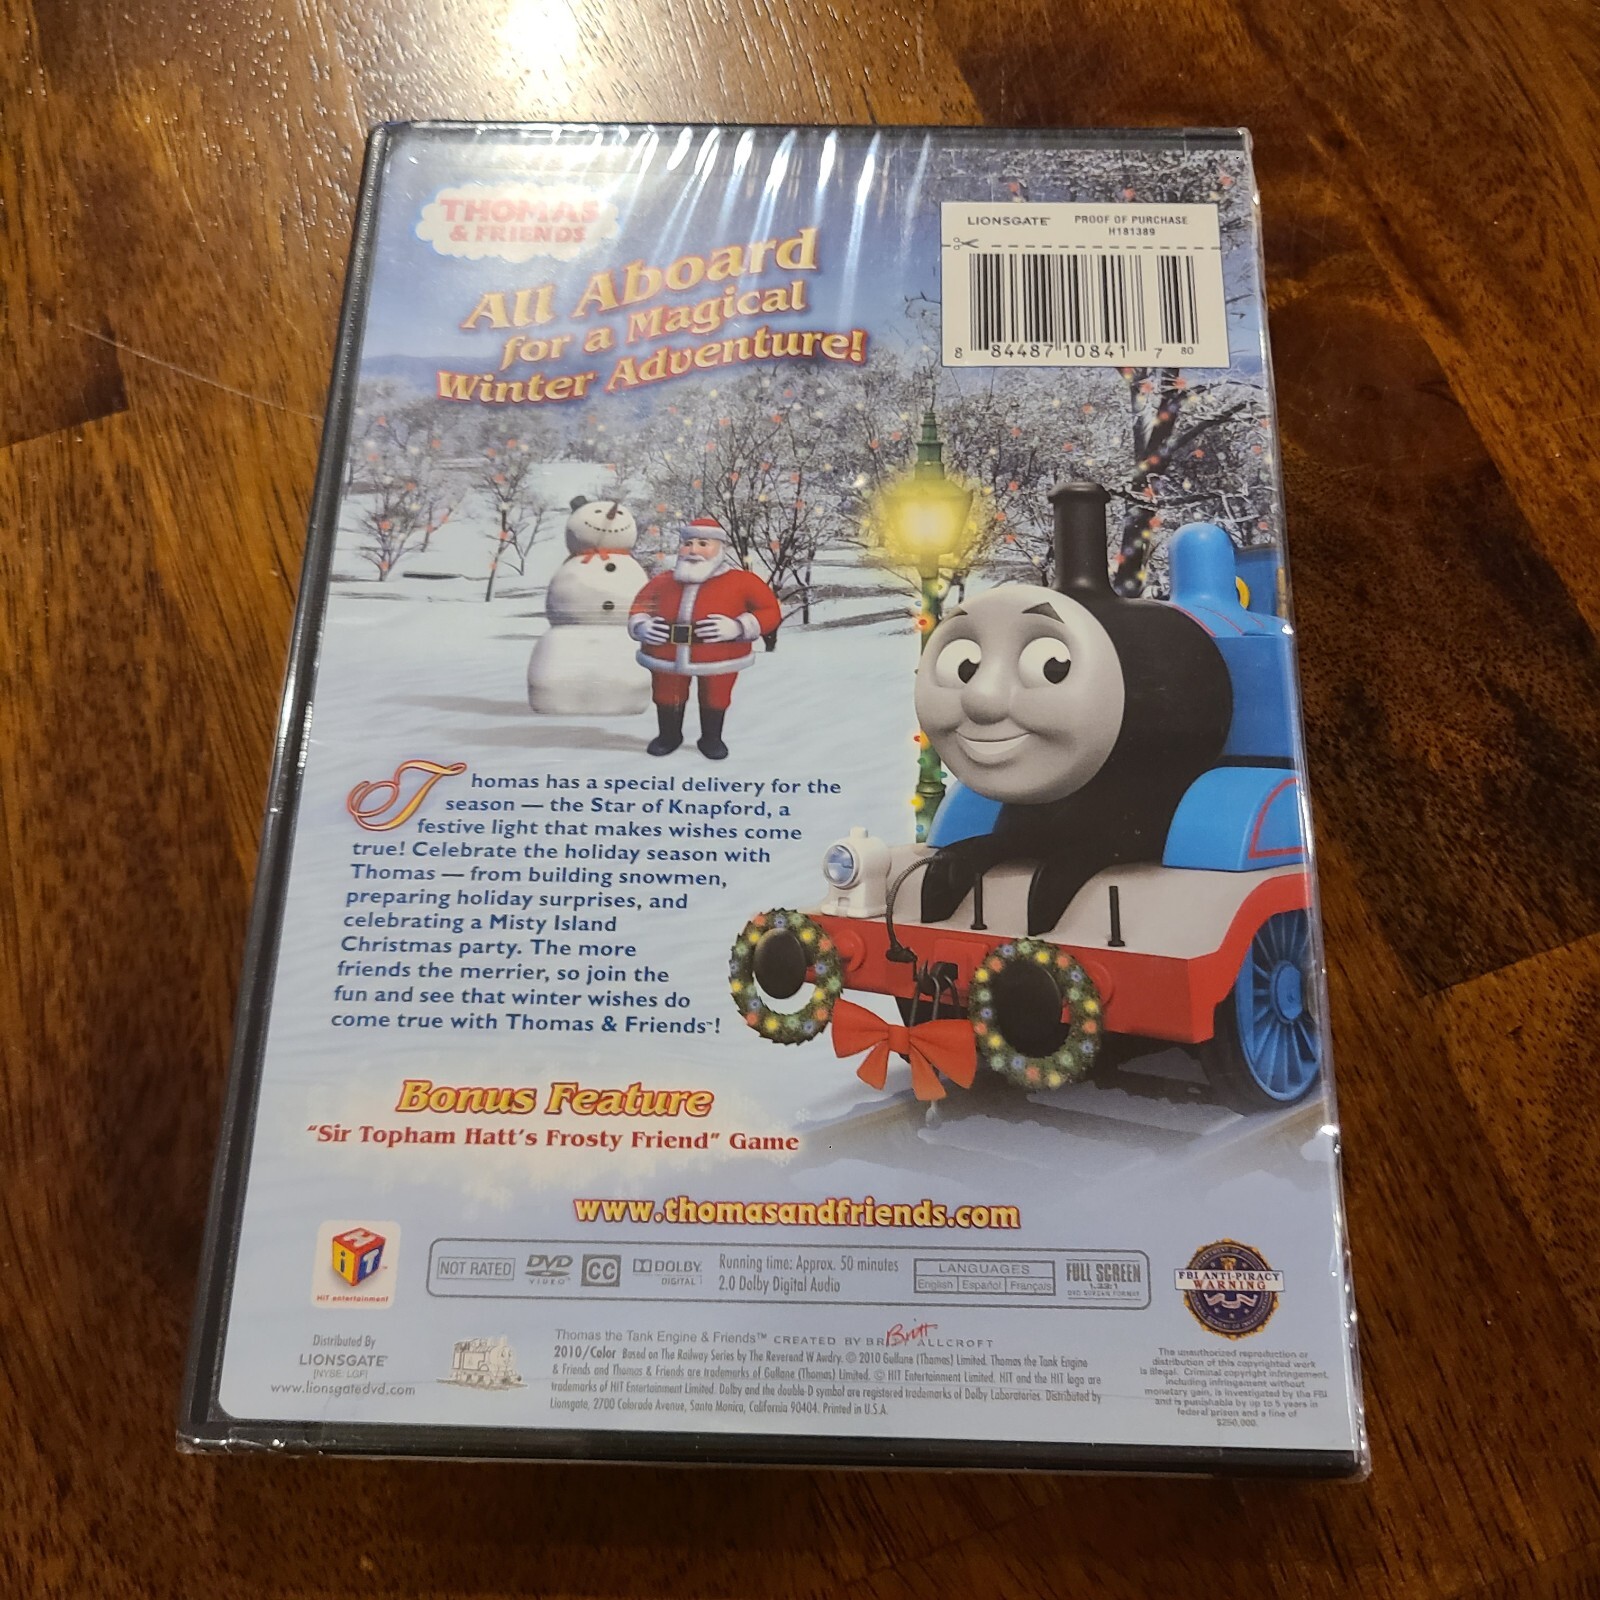 THOMAS
& FRIENDS
LIONSGATE PROOF OF PURCHASE
H181389
8 84487 10841 7 80
All Aboard
for a Magical
Winter Adventure!
Thomas has a special delivery for the
season — the Star of Knapford, a
festive light that makes wishes come
true! Celebrate the holiday season with
Thomas — from building snowmen,
preparing holiday surprises, and
celebrating a Misty Island
Christmas party. The more
friends the merrier, so join the
fun and see that winter wishes do
come true with Thomas & Friends™!
Bonus Feature
"Sir Topham Hatt's Frosty Friend" Game
www.thomasandfriends.com
HiT
HiT entertainment
NOT RATED
DVD
VIDEO
CC
DOLBY
DIGITAL
Running time: Approx. 50 minutes
2.0 Dolby Digital Audio
LANGUAGES
English Español Français
FULL SCREEN
1.33:1
FBI ANTI-PIRACY
WARNING
Distributed By
LIONSGATE
(NYSE: LGF)
www.lionsgatedvd.com
Thomas the Tank Engine & Friends™ CREATED BY BRITT ALLCROFT
2010/Color Based on The Railway Series by The Reverend W Awdry. © 2010 Gullane (Thomas) Limited. Thomas the Tank Engine
& Friends and Thomas & Friends are trademarks of Gullane (Thomas) Limited. © HIT Entertainment Limited. HIT and the HIT logo are
trademarks of HIT Entertainment Limited. Dolby and the double-D symbol are registered trademarks of Dolby Laboratories. Distributed by
Lionsgate, 2700 Colorado Avenue, Santa Monica, California 90404. Printed in U.S.A.
The unauthorized reproduction or
distribution of this copyrighted work
is illegal. Criminal copyright infringement,
including infringement without
monetary gain, is investigated by the FBI
and is punishable by up to 5 years in
federal prison and a fine of
$250,000.